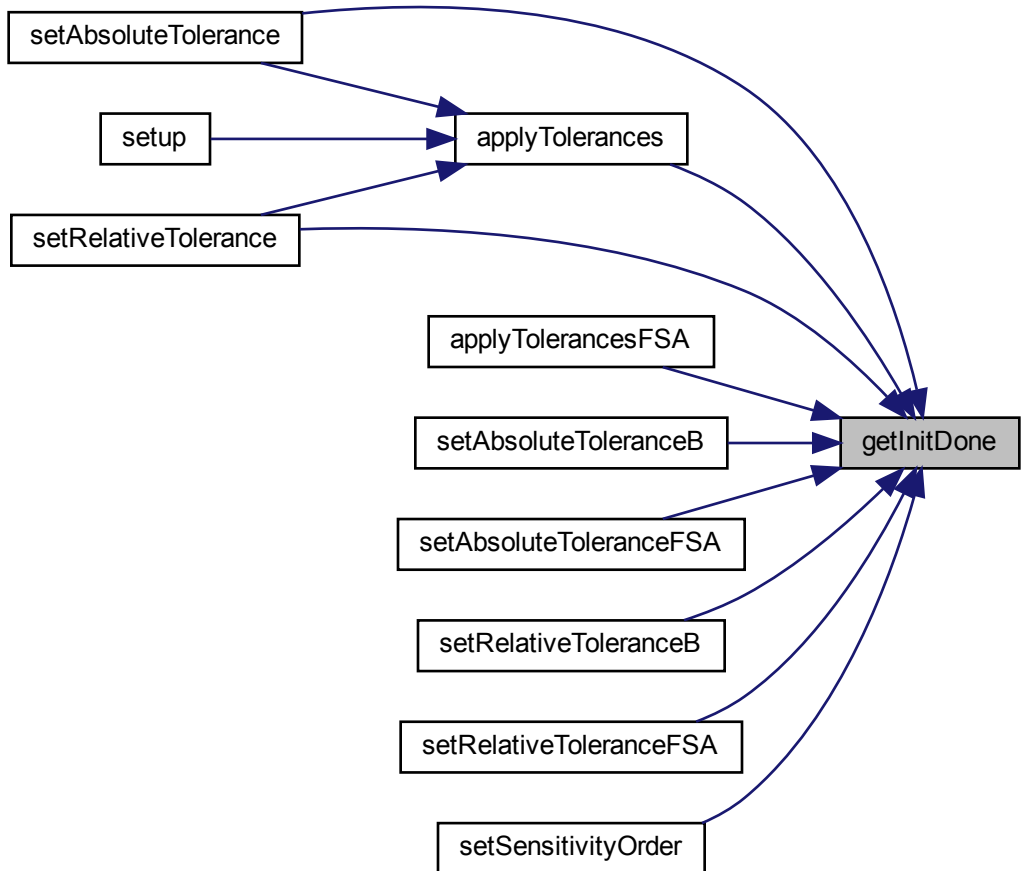 setAbsoluteTolerance
setup
applyTolerances
setRelativeTolerance
applyTolerancesFSA
setAbsoluteToleranceB
getInitDone
setAbsoluteToleranceFSA
setRelativeToleranceB
setRelativeToleranceFSA
setSensitivityOrder